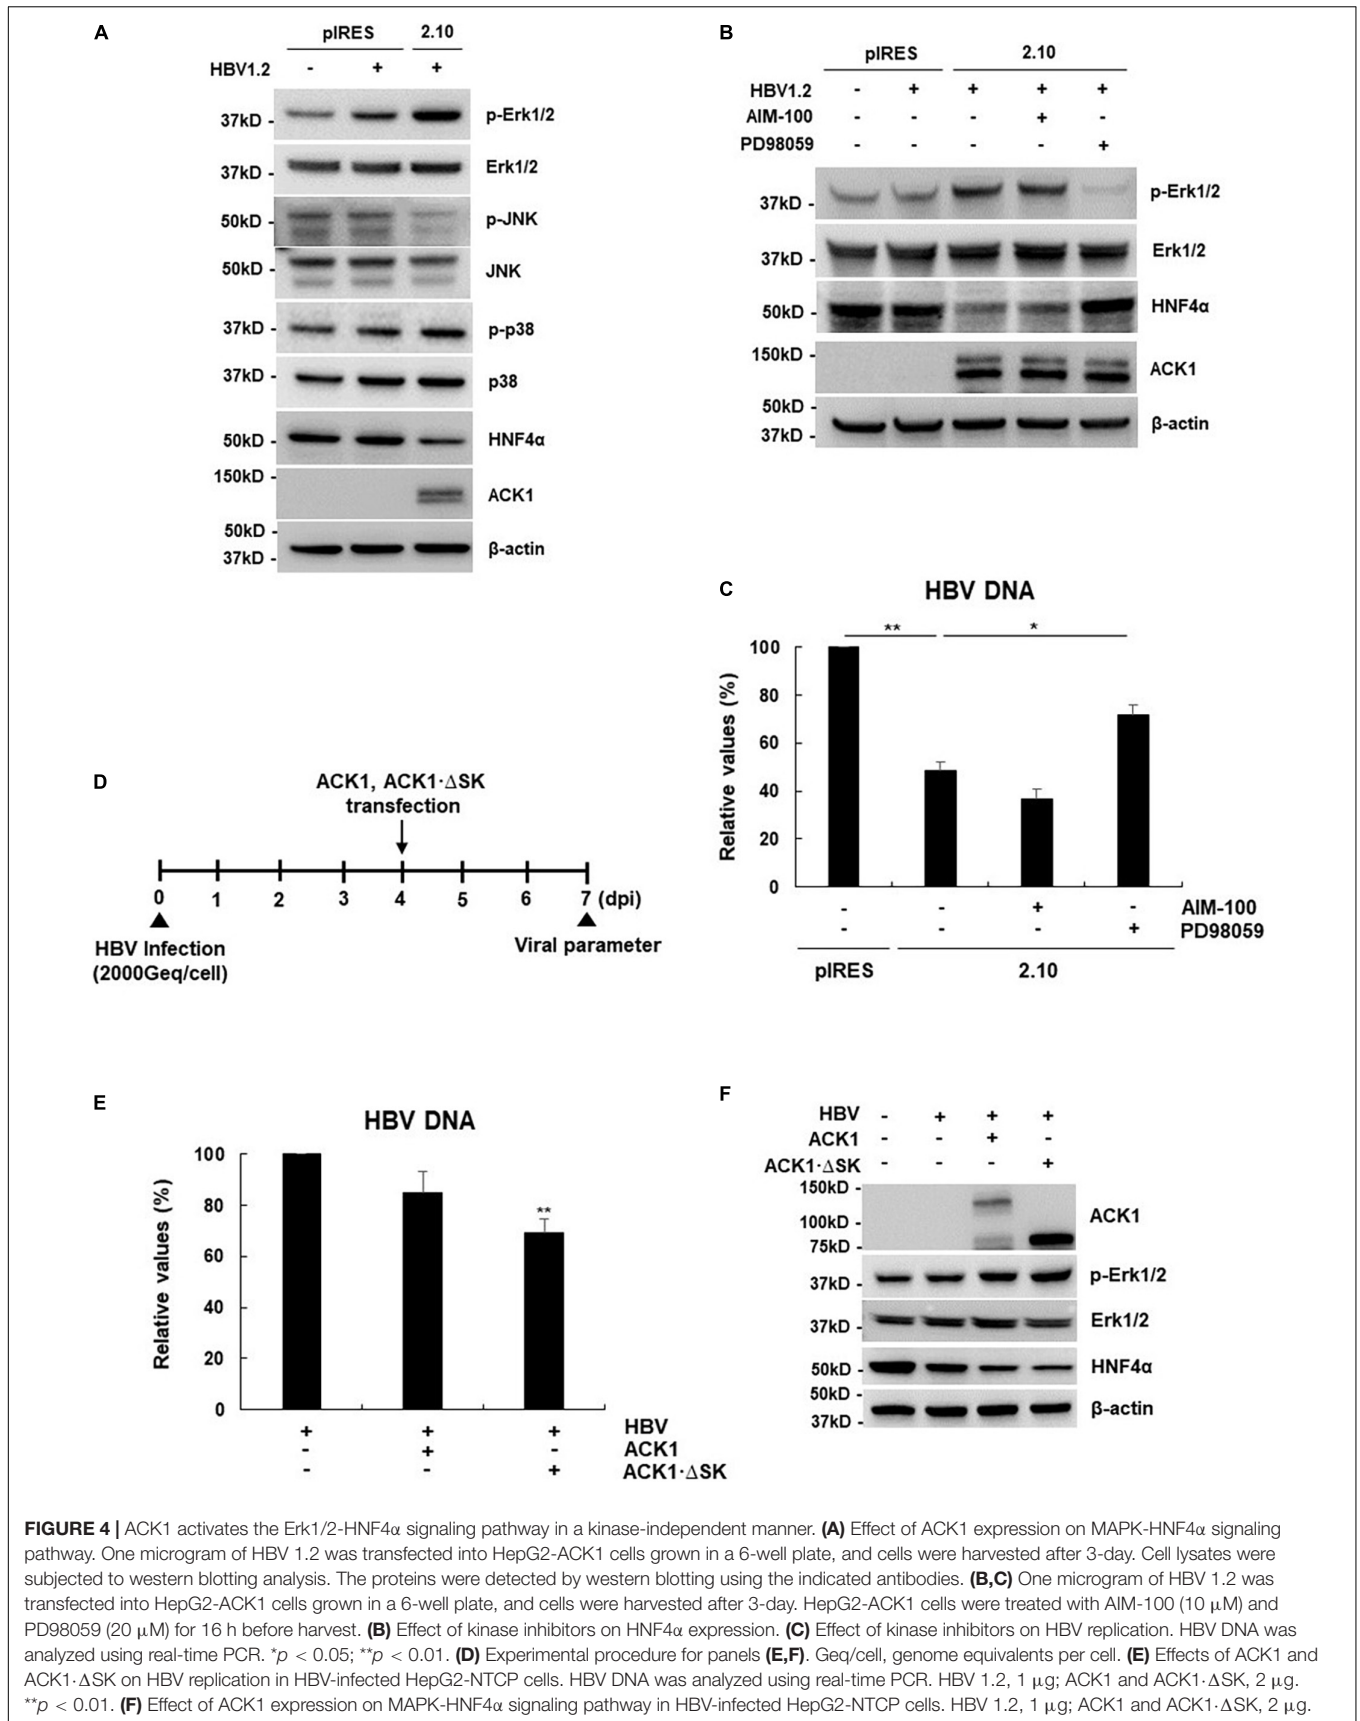 A
pIRES 2.10
HBV1.2 - + +
37kD - p-Erk1/2
37kD - Erk1/2
50kD - p-JNK
50kD - JNK
37kD - p-p38
37kD - p38
50kD - HNF4α
150kD - ACK1
50kD -
37kD - β-actin
B
pIRES 2.10
HBV1.2 - + + + +
AIM-100 - - - + -
PD98059 - - - - +
37kD - p-Erk1/2
37kD - Erk1/2
50kD - HNF4α
150kD - ACK1
50kD -
37kD - β-actin
C
HBV DNA
** *
Relative values (%)
100
80
60
40
20
0
- - + - AIM-100
- - - + PD98059
pIRES 2.10
D
ACK1, ACK1·ΔSK
transfection
0 1 2 3 4 5 6 7 (dpi)
HBV Infection
(2000Geq/cell)
Viral parameter
E
HBV DNA
Relative values (%)
100
80
60
40
20
0
**
+ + + HBV
- + - ACK1
- - + ACK1·ΔSK
F
HBV - + + +
ACK1 - - + -
ACK1·ΔSK - - - +
150kD -
100kD -
75kD -
ACK1
37kD - p-Erk1/2
37kD - Erk1/2
50kD - HNF4α
50kD -
37kD - β-actin
FIGURE 4 | ACK1 activates the Erk1/2-HNF4α signaling pathway in a kinase-independent manner. (A) Effect of ACK1 expression on MAPK-HNF4α signaling
pathway. One microgram of HBV 1.2 was transfected into HepG2-ACK1 cells grown in a 6-well plate, and cells were harvested after 3-day. Cell lysates were
subjected to western blotting analysis. The proteins were detected by western blotting using the indicated antibodies. (B,C) One microgram of HBV 1.2 was
transfected into HepG2-ACK1 cells grown in a 6-well plate, and cells were harvested after 3-day. HepG2-ACK1 cells were treated with AIM-100 (10 μM) and
PD98059 (20 μM) for 16 h before harvest. (B) Effect of kinase inhibitors on HNF4α expression. (C) Effect of kinase inhibitors on HBV replication. HBV DNA was
analyzed using real-time PCR. *p < 0.05; **p < 0.01. (D) Experimental procedure for panels (E,F). Geq/cell, genome equivalents per cell. (E) Effects of ACK1 and
ACK1·ΔSK on HBV replication in HBV-infected HepG2-NTCP cells. HBV DNA was analyzed using real-time PCR. HBV 1.2, 1 μg; ACK1 and ACK1·ΔSK, 2 μg.
**p < 0.01. (F) Effect of ACK1 expression on MAPK-HNF4α signaling pathway in HBV-infected HepG2-NTCP cells. HBV 1.2, 1 μg; ACK1 and ACK1·ΔSK, 2 μg.